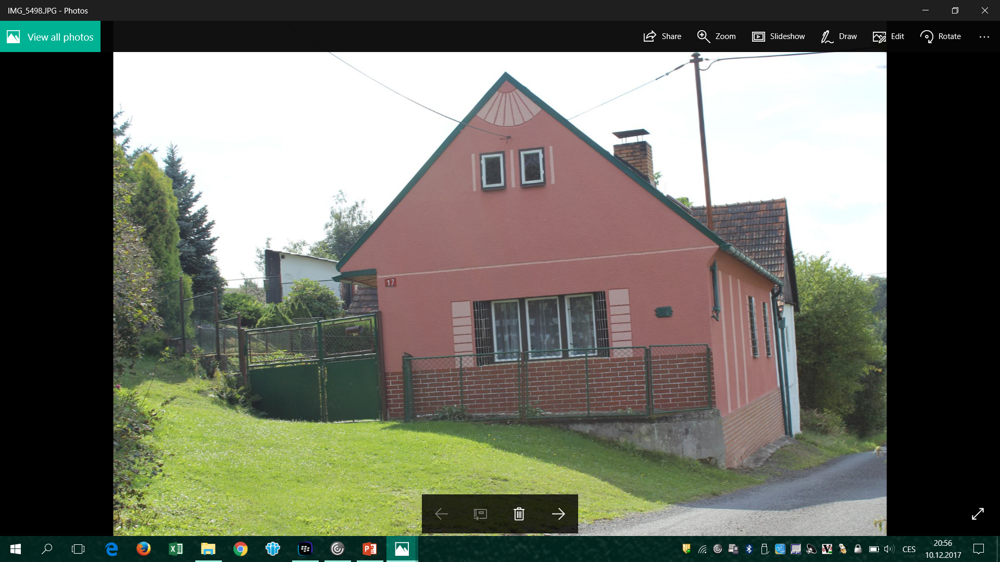 IMG_5498.JPG - Photos
View all photos
Share
Zoom
Slideshow
Draw
Edit
Rotate
17
CES
20:56
10.12.2017